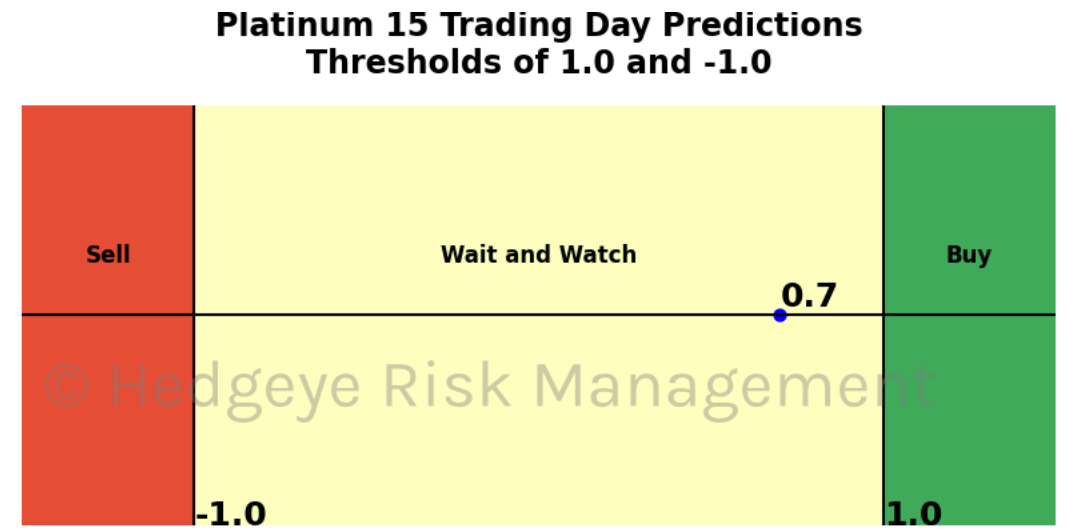 Platinum 15 Trading Day Predictions
Thresholds of 1.0 and -1.0
Sell
Wait and Watch
Buy
0.7
© Hedgeye Risk Management
-1.0
1.0